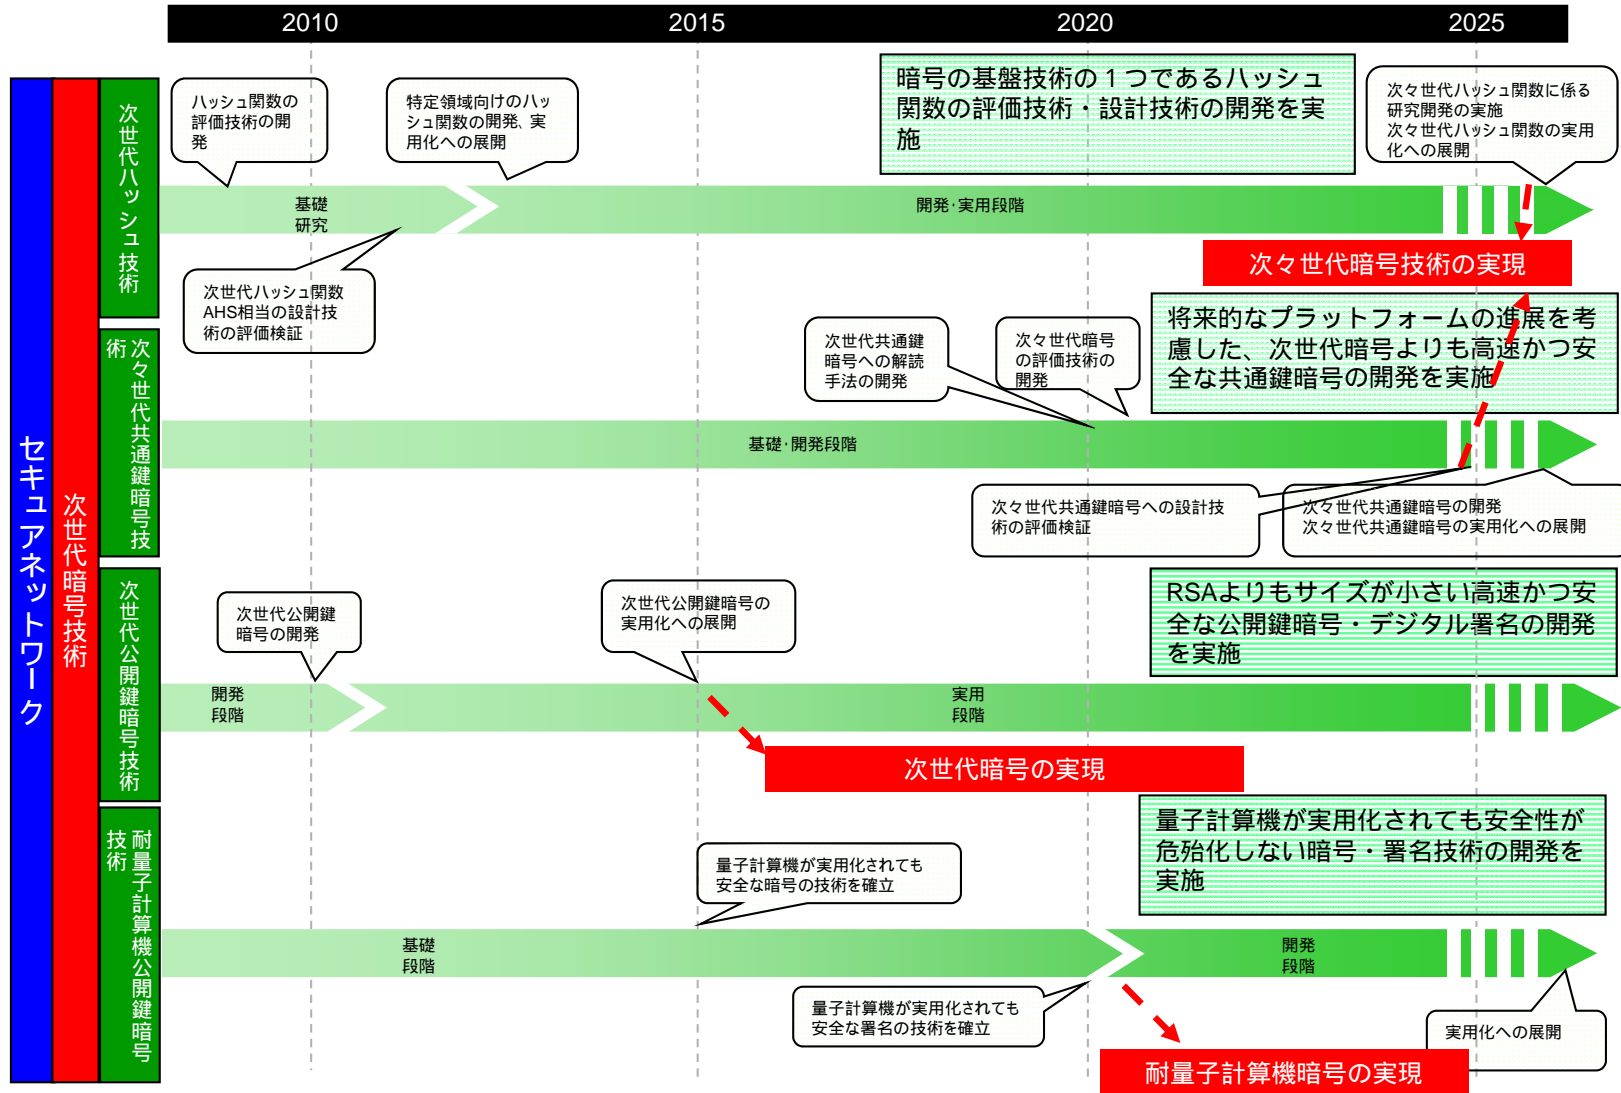 2010
2015
2020
2025
セキュアネットワーク
次世代暗号技術
次世代ハッシュ技術
ハッシュ関数の
評価技術の開
発
特定領域向けのハッ
シュ関数の開発、実
用化への展開
暗号の基盤技術の１つであるハッシュ
関数の評価技術・設計技術の開発を実
施
次々世代ハッシュ関数に係る
研究開発の実施
次々世代ハッシュ関数の実用
化への展開
基礎
研究
開発・実用段階
次世代ハッシュ関数
AHS相当の設計技
術の評価検証
次々世代暗号技術の実現
次々世代共通鍵暗号技
術
次世代共通鍵
暗号への解読
手法の開発
次々世代暗号
の評価技術の
開発
将来的なプラットフォームの進展を考
慮した、次世代暗号よりも高速かつ安
全な共通鍵暗号の開発を実施
基礎・開発段階
次々世代共通鍵暗号への設計技
術の評価検証
次々世代共通鍵暗号の開発
次々世代共通鍵暗号の実用化への展開
次世代公開鍵暗号技術
次世代公開鍵
暗号の開発
次世代公開鍵暗号の
実用化への展開
RSAよりもサイズが小さい高速かつ安
全な公開鍵暗号・デジタル署名の開発
を実施
開発
段階
実用
段階
次世代暗号の実現
耐量子計算機公開鍵暗号
技術
量子計算機が実用化されても
安全な暗号の技術を確立
量子計算機が実用化されても安全性が
危殆化しない暗号・署名技術の開発を
実施
基礎
段階
開発
段階
量子計算機が実用化されても
安全な署名の技術を確立
実用化への展開
耐量子計算機暗号の実現